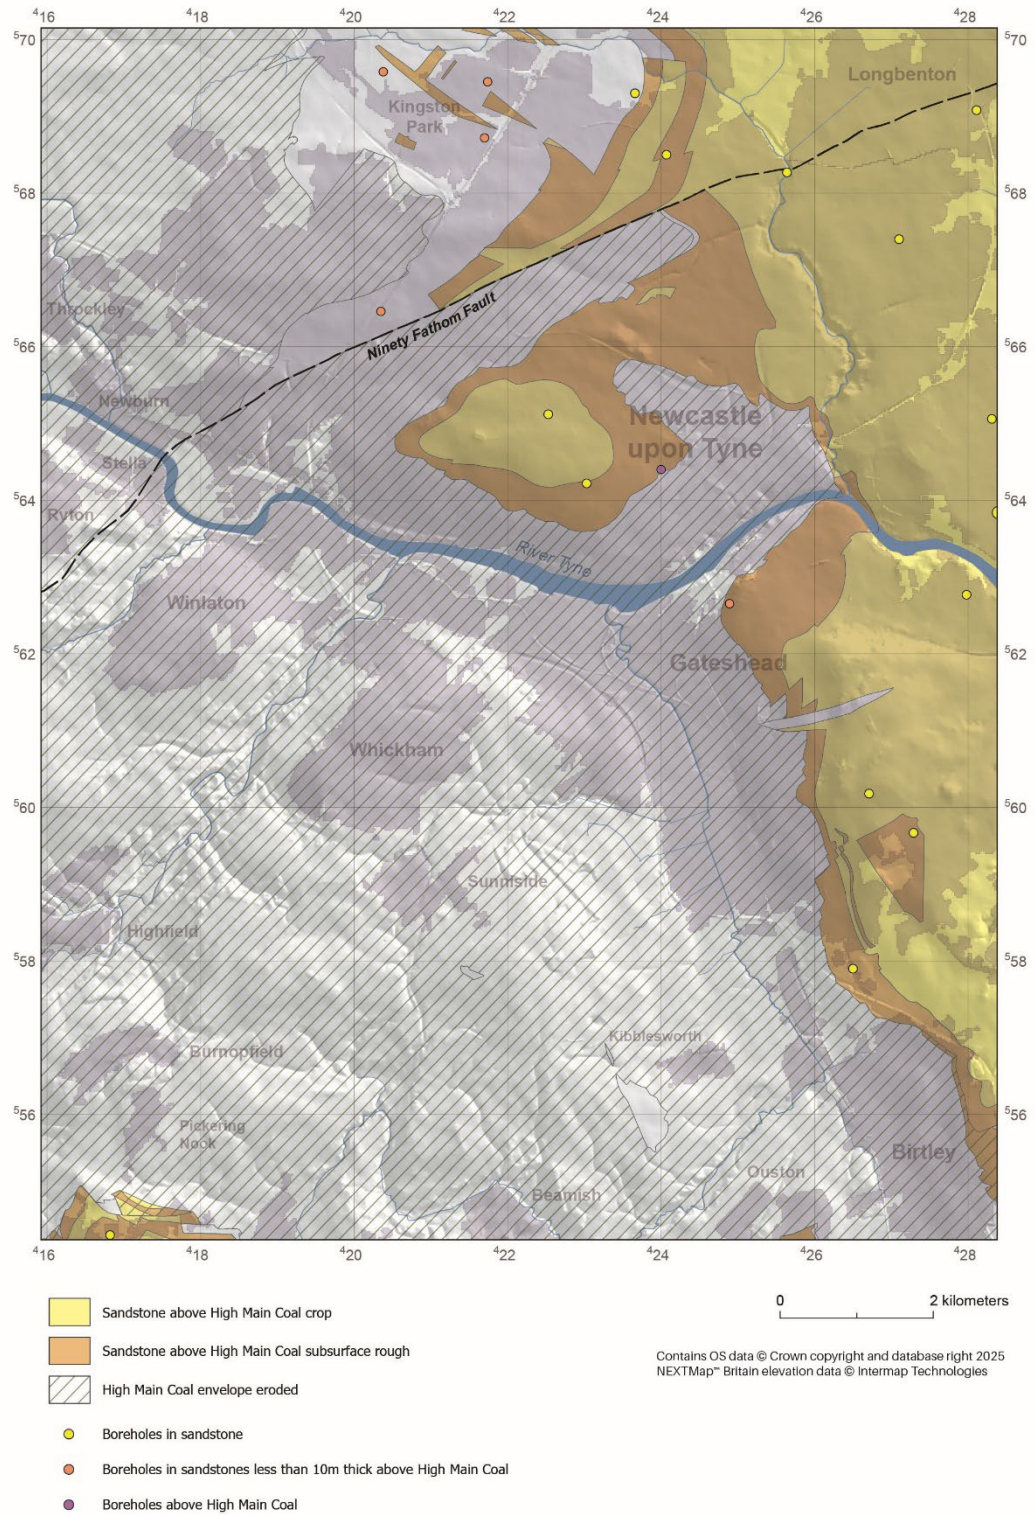 ⁴16 ⁴18 ⁴20 ⁴22 ⁴24 ⁴26 ⁴28
⁵70 ⁵70
Longbenton
Kingston
Park
⁵68 ⁵68
Throckley
Ninety Fathom Fault
⁵66 ⁵66
Newburn
Newcastle
upon Tyne
Stella
⁵64 ⁵64
Ryton
River Tyne
Winlaton
⁵62 ⁵62
Gateshead
Whickham
⁵60 ⁵60
Sunniside
Highfield
⁵58 ⁵58
Kibblesworth
Burnopfield
⁵56 ⁵56
Pickering
Nook
Birtley
Ouston
Beamish
⁴16 ⁴18 ⁴20 ⁴22 ⁴24 ⁴26 ⁴28
Sandstone above High Main Coal crop
Sandstone above High Main Coal subsurface rough
High Main Coal envelope eroded
Boreholes in sandstone
Boreholes in sandstones less than 10m thick above High Main Coal
Boreholes above High Main Coal
0 2 kilometers
Contains OS data © Crown copyright and database right 2025
NEXTMap™ Britain elevation data © Intermap Technologies